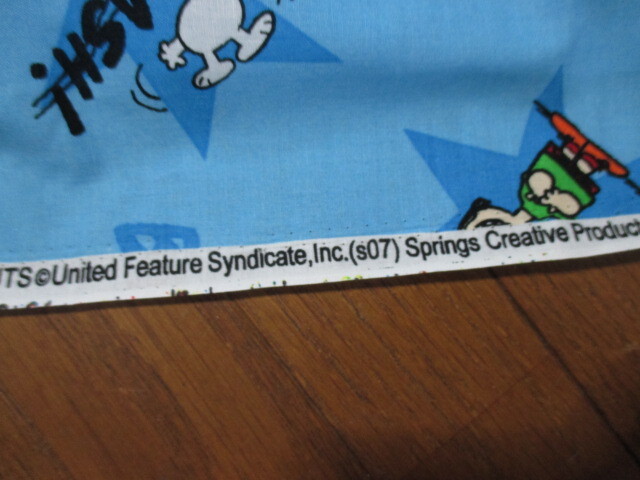 UTS©United Feature Syndicate,Inc.(s07) Springs Creative Product